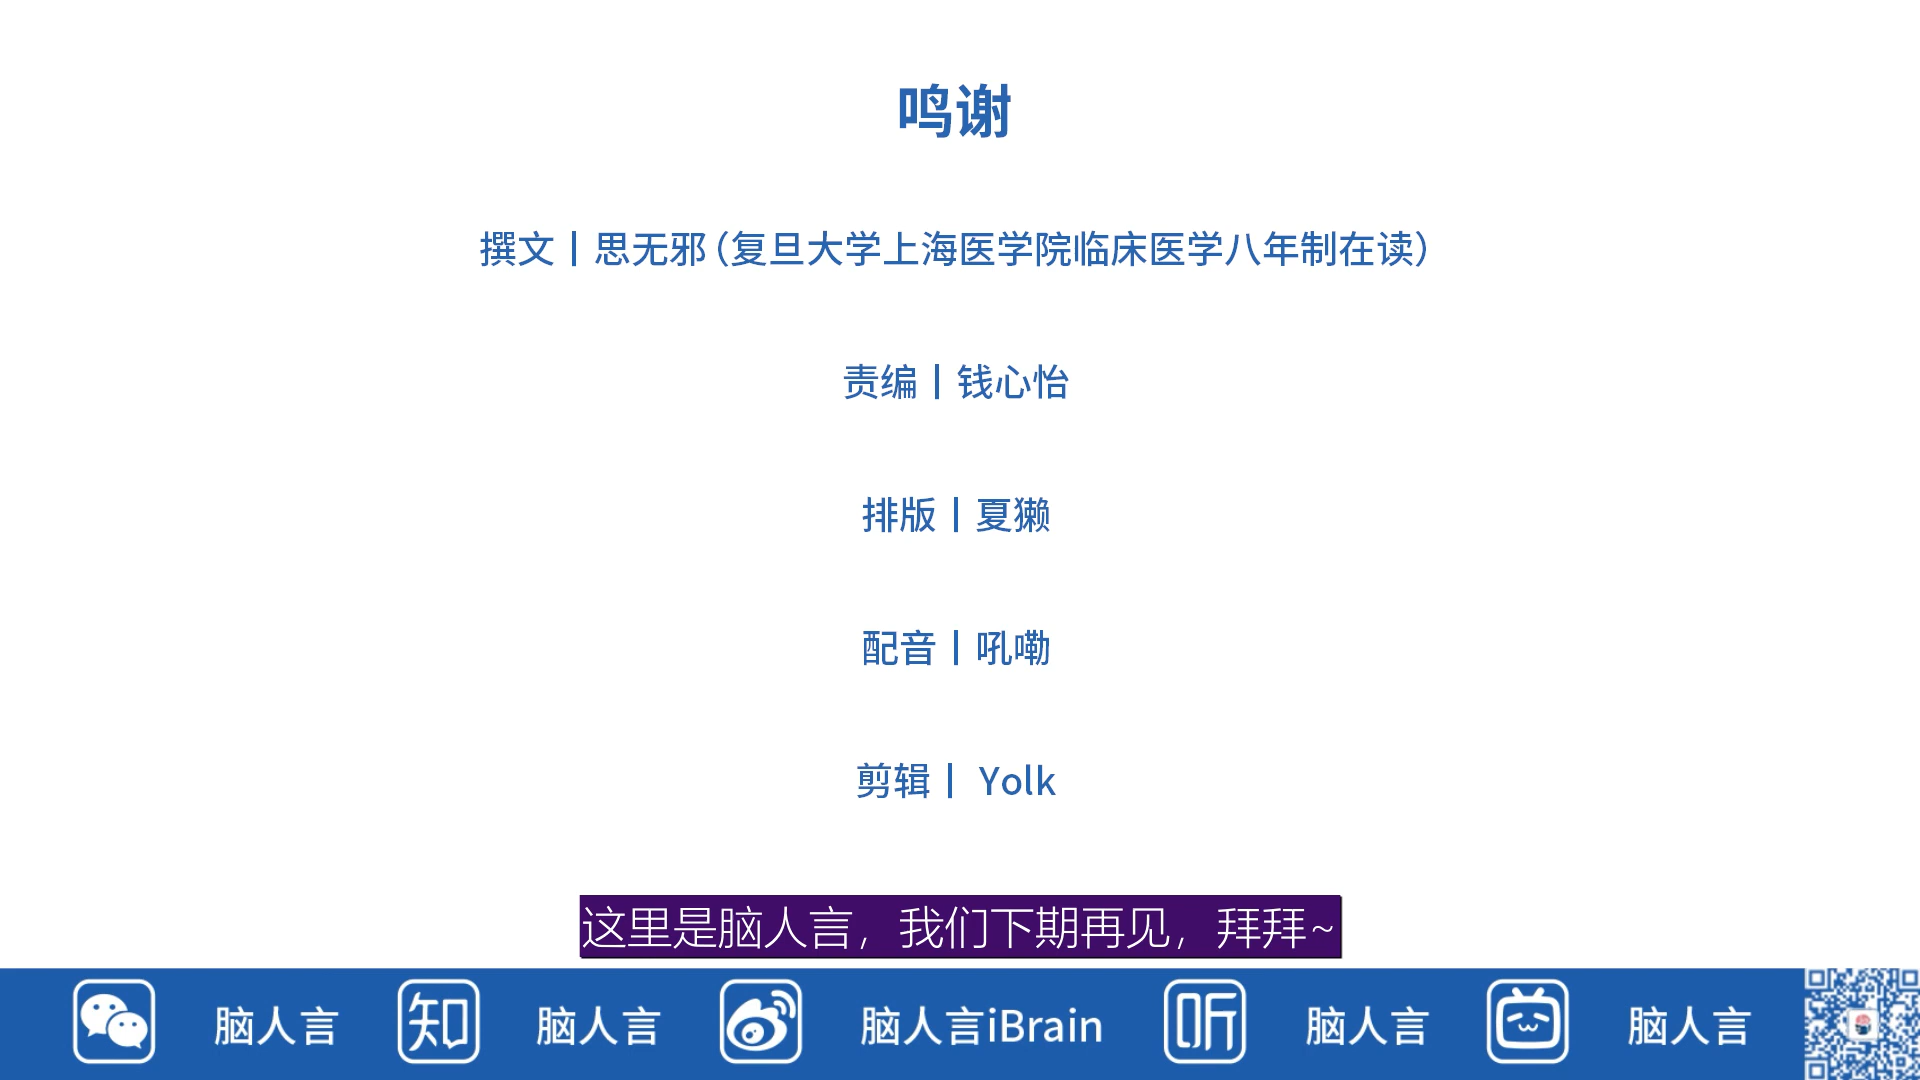 鸣谢
撰文丨思无邪(复旦大学上海医学院临床医学八年制在读)
责编丨钱心怡
排版丨夏獭
配音丨吼嘞
剪辑丨 Yolk
这里是脑人言，我们下期再见，拜拜~
脑人言 知 脑人言 脑人言iBrain 听 脑人言 脑人言